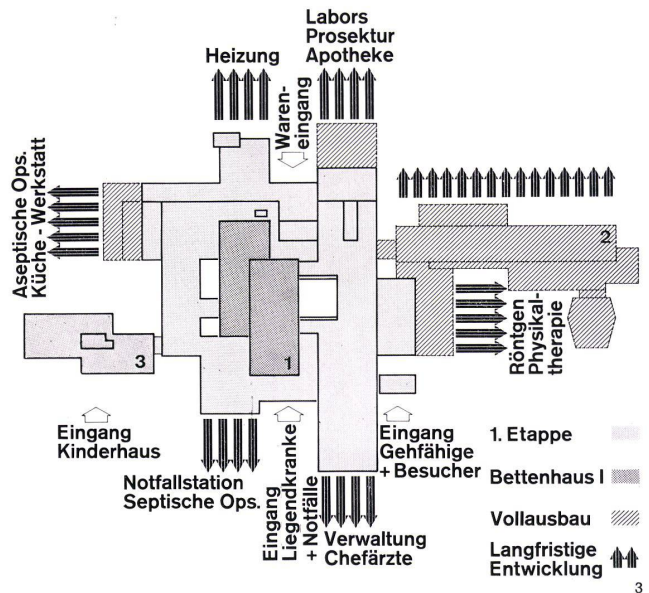 Labors
Prosektur
Apotheke
Heizung
Waren-
eingang
Aseptische Ops.
Küche - Werkstatt
2
Röntgen
Physikal-
therapie
3
1
Eingang
Kinderhaus
Notfallstation
Septische Ops.
Eingang
Liegendkranke
+ Notfälle
Eingang
Gehfähige
+ Besucher
Verwaltung
Chefärzte
1. Etappe
Bettenhaus I
Vollausbau
Langfristige
Entwicklung
3